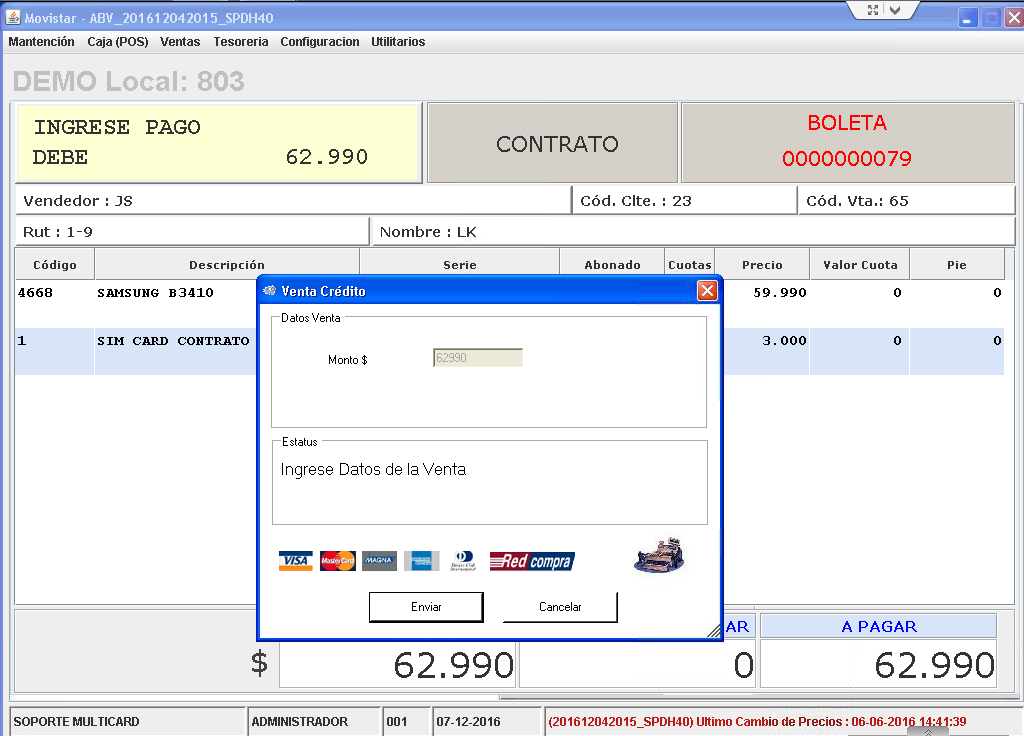 Movistar - ABV_201612042015_SPDH40
Mantención Caja (POS) Ventas Tesoreria Configuracion Utilitarios
DEMO Local: 803
INGRESE PAGO
DEBE 62.990
CONTRATO
BOLETA
0000000079
Vendedor : JS Cód. Clte. : 23 Cód. Vta.: 65
Rut : 1-9 Nombre : LK
Código Descripción Serie Abonado Cuotas Precio Valor Cuota Pie
4668 SAMSUNG B3410 59.990 0 0
1 SIM CARD CONTRATO 3.000 0 0
Venta Crédito
Datos Venta
Monto $ 62990
Estatus
Ingrese Datos de la Venta
VISA MasterCard MAGNA Red compra
Enviar Cancelar
AR A PAGAR
$ 62.990 0 62.990
SOPORTE MULTICARD ADMINISTRADOR 001 07-12-2016 (201612042015_SPDH40) Ultimo Cambio de Precios : 06-06-2016 14:41:39